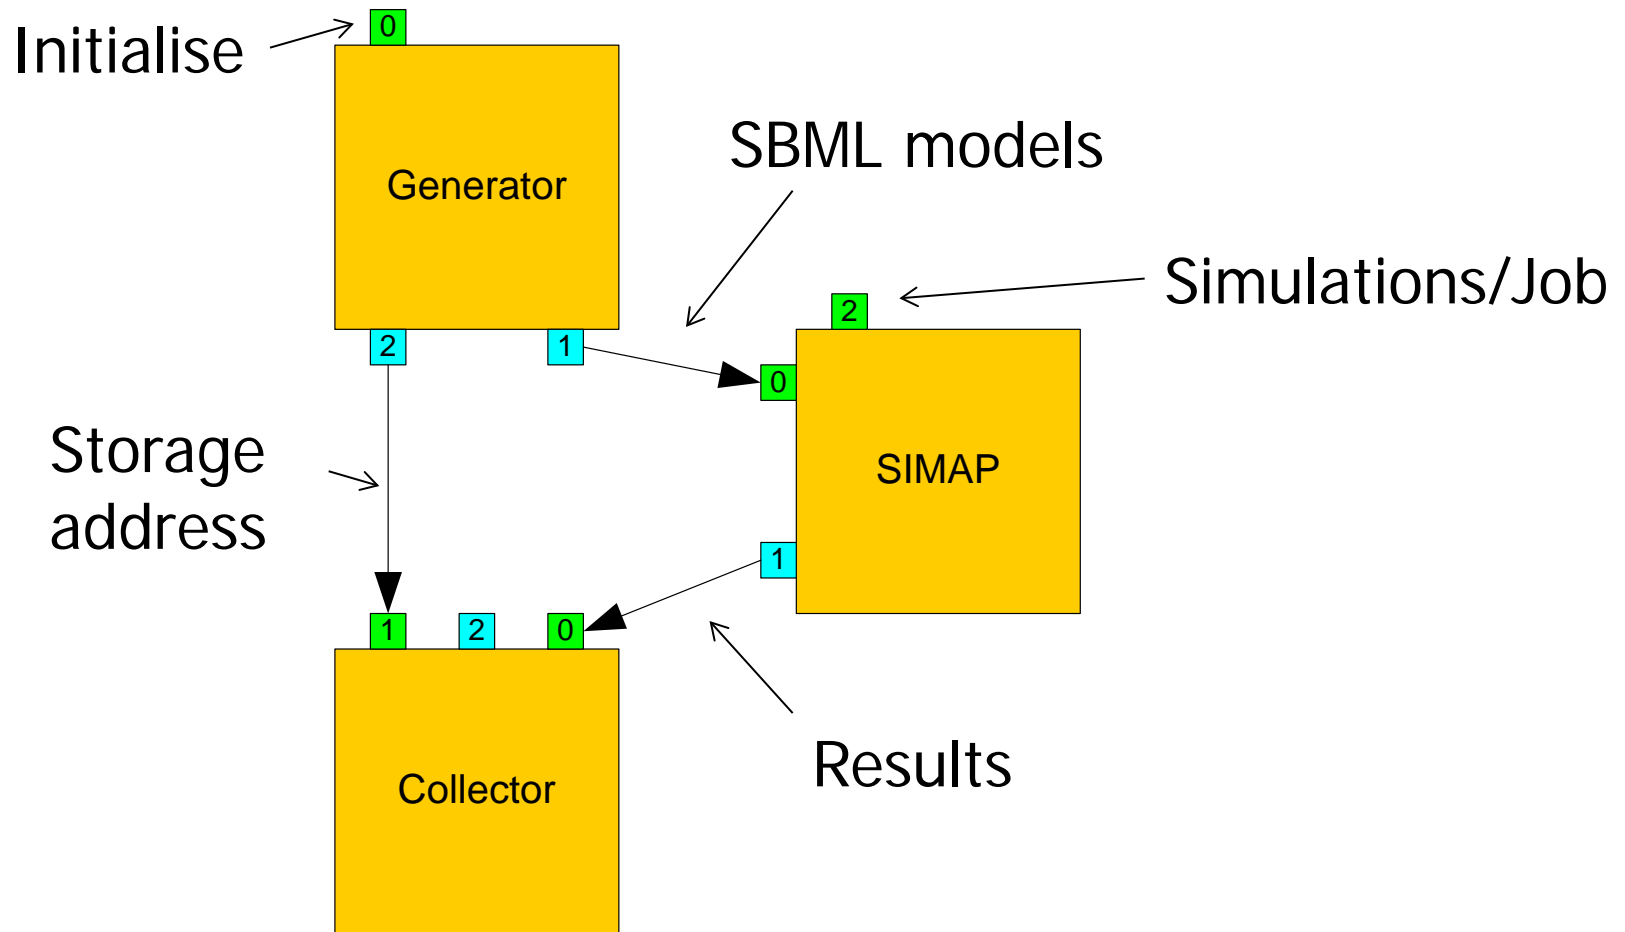 Initialise
0
Generator
SBML models
Simulations/Job
2
2
1
0
Storage
address
SIMAP
1
1
2
0
Results
Collector